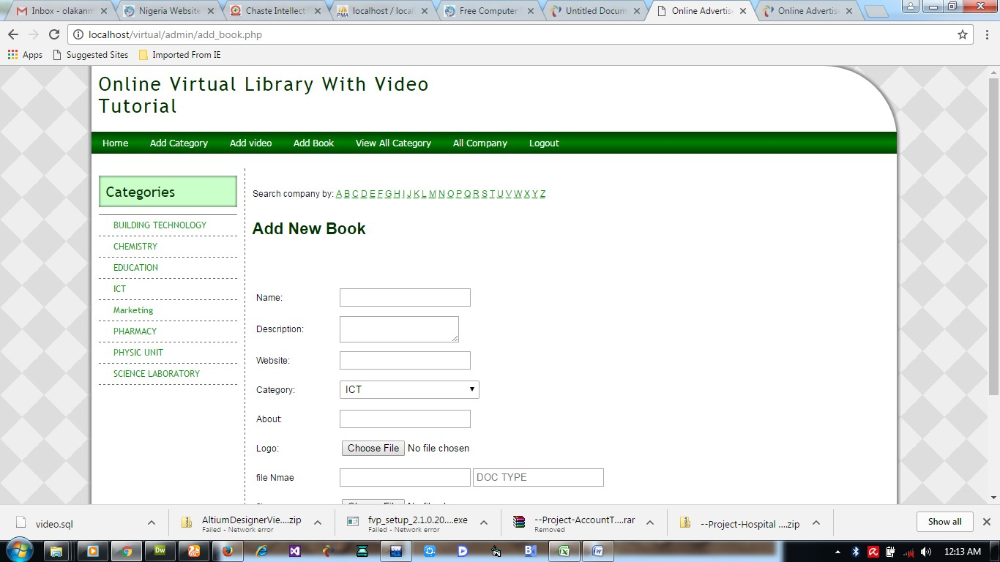 Inbox - olakanm
Nigeria Website
Chaste Intellect
localhost / local
Free Computer
Untitled Docum
Online Advertis
Online Advertis
localhost/virtual/admin/add_book.php
Apps Suggested Sites Imported From IE
Online Virtual Library With Video
Tutorial
Home Add Category Add video Add Book View All Category All Company Logout
Categories
BUILDING TECHNOLOGY
CHEMISTRY
EDUCATION
ICT
Marketing
PHARMACY
PHYSIC UNIT
SCIENCE LABORATORY
Search company by: A B C D E F G H I J K L M N O P Q R S T U V W X Y Z
Add New Book
Name:
Description:
Website:
Category: ICT
About:
Logo: Choose File No file chosen
file Nmae DOC TYPE
video.sql
AltiumDesignerVie....zip
Failed - Network error
fvp_setup_2.1.0.20....exe
Failed - Network error
--Project-AccountT....rar
Removed
--Project-Hospital ....zip
Show all
12:13 AM